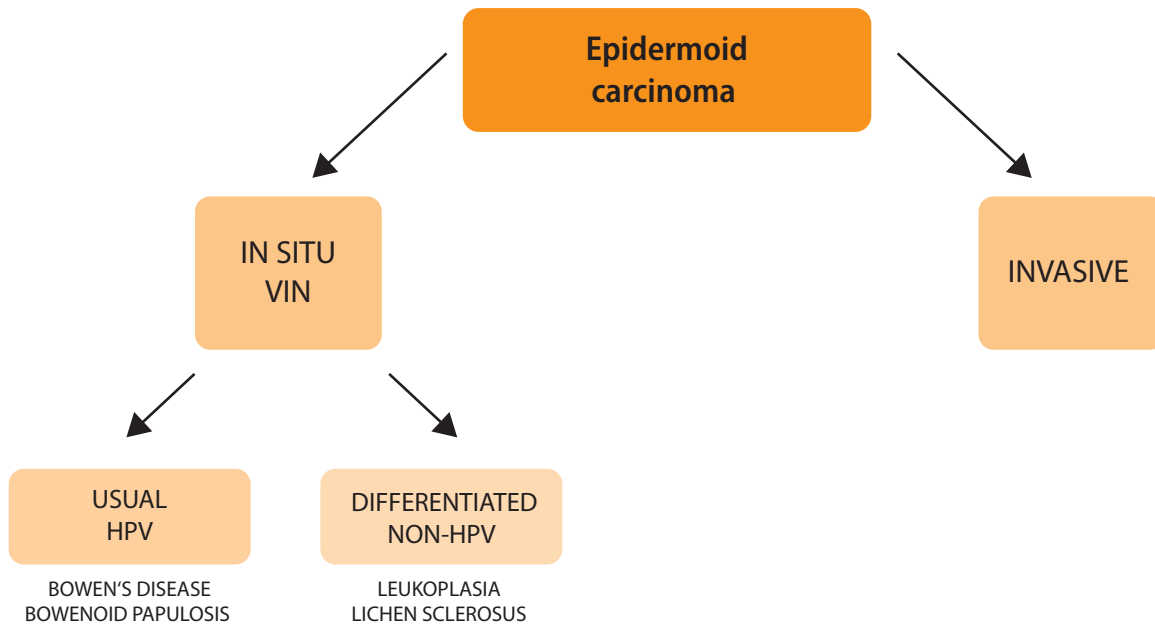 Epidermoid
carcinoma
IN SITU
VIN
INVASIVE
USUAL
HPV
DIFFERENTIATED
NON-HPV
BOWEN‘S DISEASE
BOWENOID PAPULOSIS
LEUKOPLASIA
LICHEN SCLEROSUS